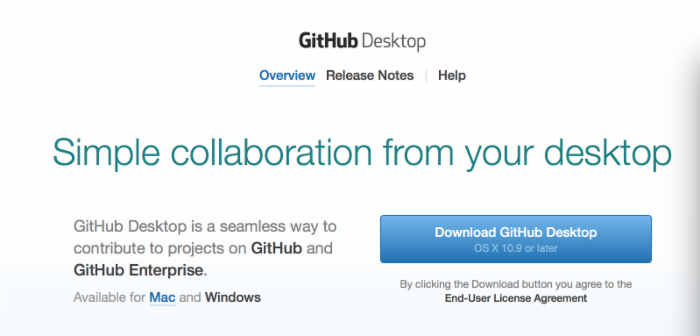 GitHub Desktop
Overview Release Notes Help
Simple collaboration from your desktop
GitHub Desktop is a seamless way to
contribute to projects on GitHub and
GitHub Enterprise.
Available for Mac and Windows
Download GitHub Desktop
OS X 10.9 or later
By clicking the Download button you agree to the
End-User License Agreement